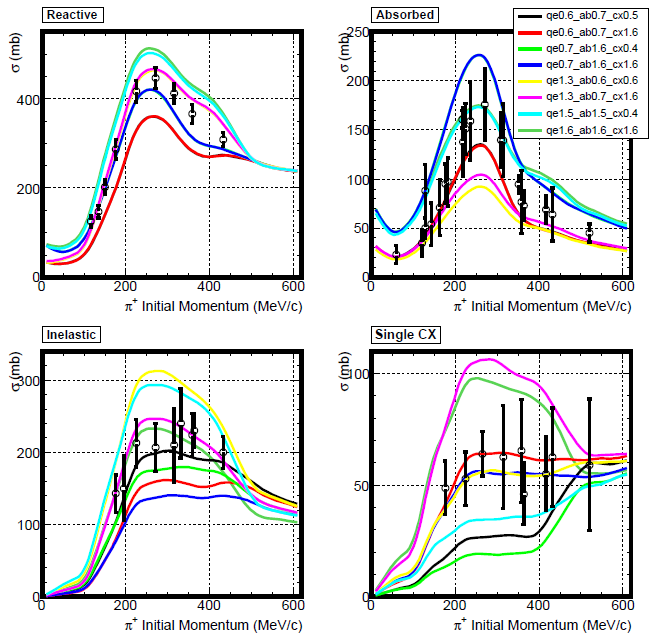 Reactive
σ (mb)
400
200
0
0 200 400 600
π+ Initial Momentum (MeV/c)
Absorbed
σ (mb)
250
200
150
100
50
0
0 200 400 600
π+ Initial Momentum (MeV/c)
qe0.6_ab0.7_cx0.5
qe0.6_ab0.7_cx1.6
qe0.7_ab1.6_cx0.4
qe0.7_ab1.6_cx1.6
qe1.3_ab0.6_cx0.6
qe1.3_ab0.7_cx1.6
qe1.5_ab1.5_cx0.4
qe1.6_ab1.6_cx1.6
Inelastic
σ (mb)
300
200
100
0
0 200 400 600
π+ Initial Momentum (MeV/c)
Single CX
σ (mb)
100
50
0
0 200 400 600
π+ Initial Momentum (MeV/c)